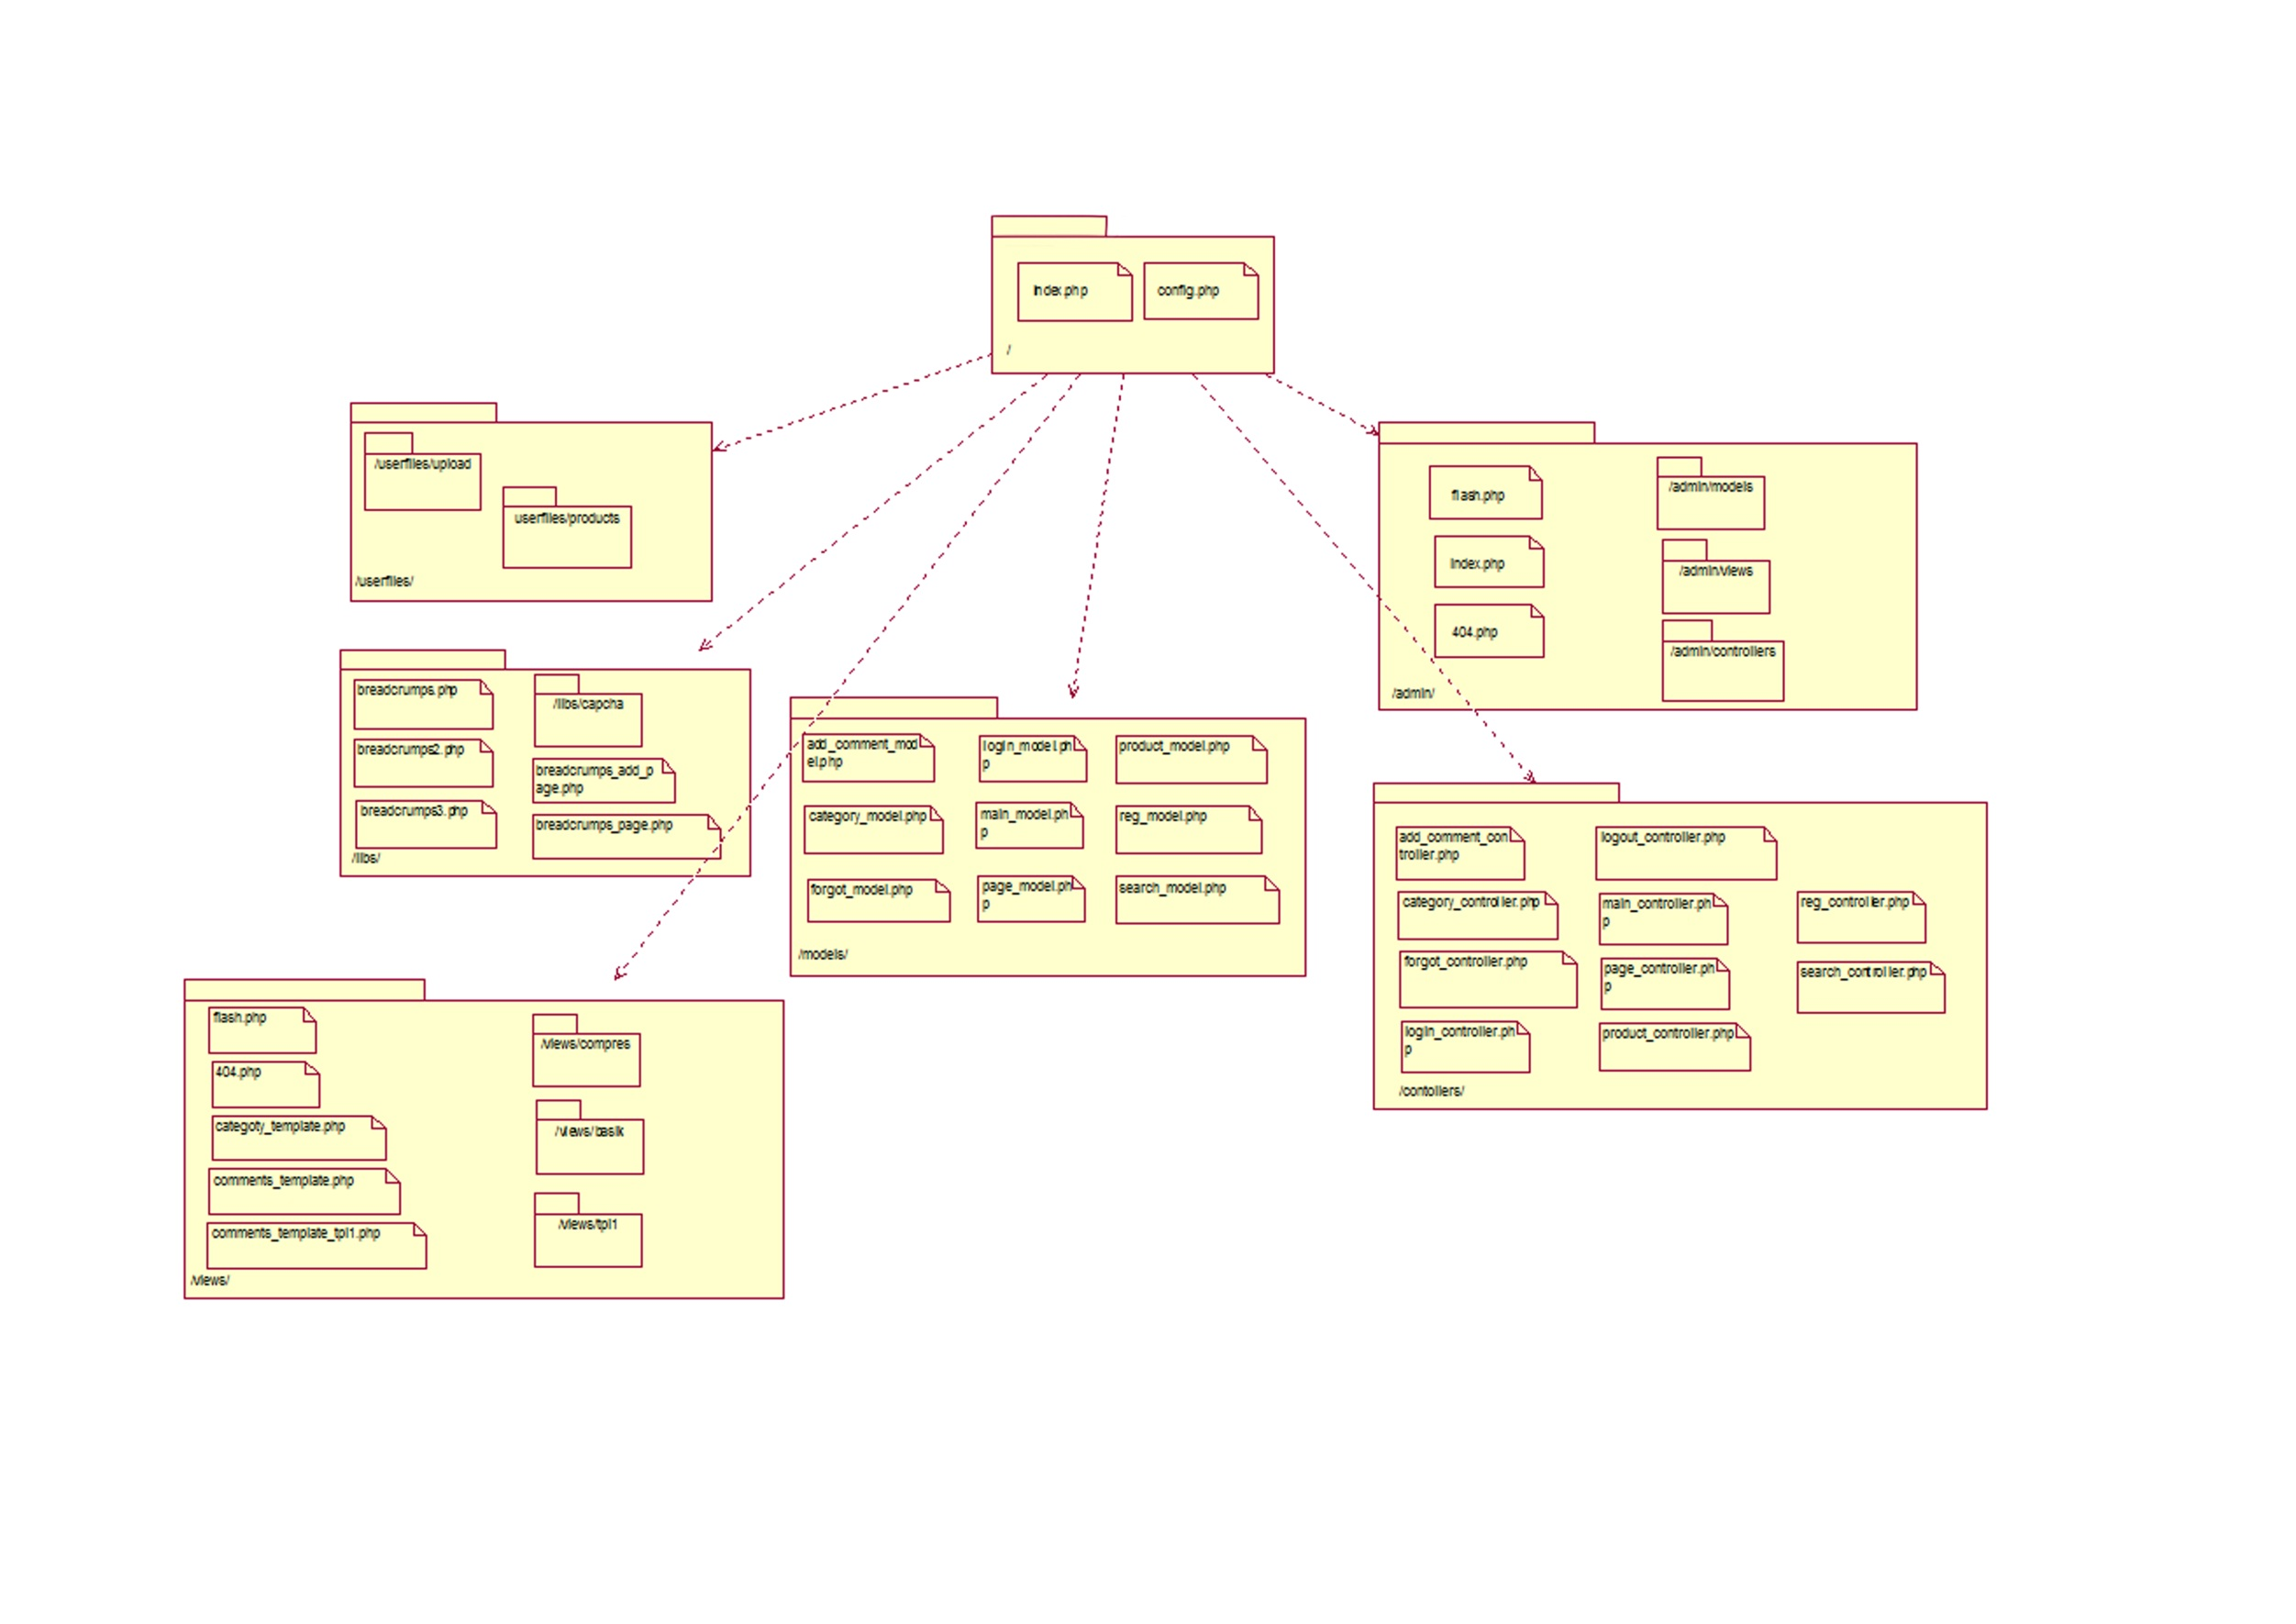 index.php
config.php
/
/userfiles/upload
userfiles/products
/userfiles/
flash.php
/admin/models
index.php
/admin/views
404.php
/admin/controllers
/admin/
breadcrumps.php
/libs/capcha
breadcrumps2.php
breadcrumps_add_p
age.php
breadcrumps3.php
breadcrumps_page.php
/libs/
add_comment_mod
el.php
login_model.ph
p
product_model.php
category_model.php
main_model.ph
p
reg_model.php
forgot_model.php
page_model.ph
p
search_model.php
/models/
add_comment_con
troller.php
logout_controller.php
category_controller.php
main_controller.ph
p
reg_controller.php
forgot_controller.php
page_controller.ph
p
search_controller.php
login_controller.ph
p
product_controller.php
/contollers/
flash.php
/views/compres
404.php
categoty_template.php
/views/basik
comments_template.php
comments_template_tpl1.php
/views/tpl1
/views/